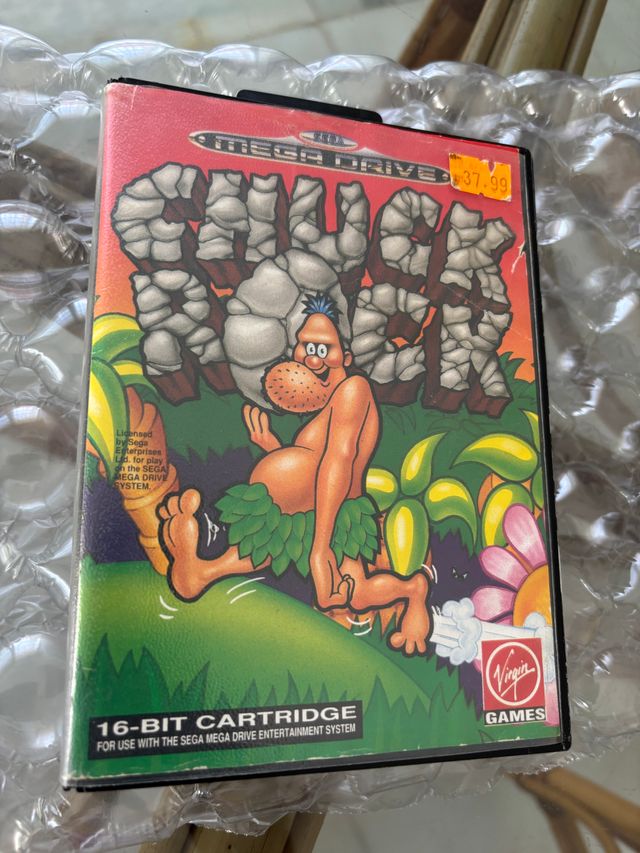 SEGA
MEGA DRIVE
37.99
CHUCK
ROCK
Licensed
by Sega
Enterprises
Ltd. for play
on the SEGA
MEGA DRIVE
SYSTEM.
Virgin
GAMES
16-BIT CARTRIDGE
FOR USE WITH THE SEGA MEGA DRIVE ENTERTAINMENT SYSTEM